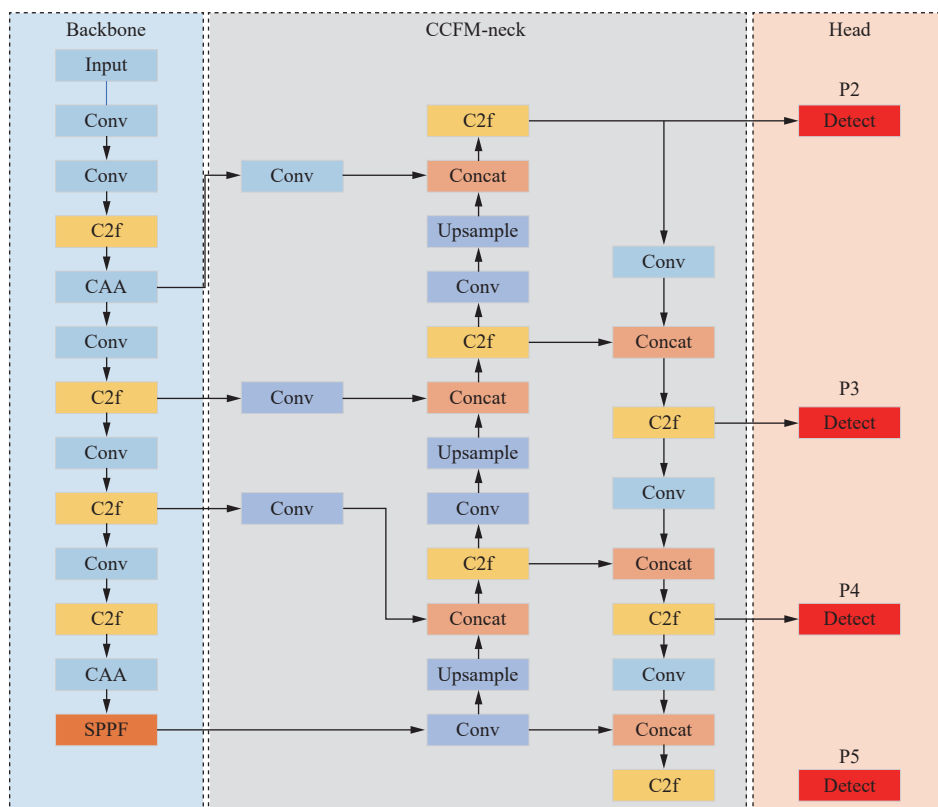 Backbone
CCFM-neck
Head
Input
Conv
Conv
C2f
CAA
Conv
C2f
Conv
C2f
Conv
C2f
CAA
SPPF
Conv
Conv
Conv
C2f
Concat
Upsample
Conv
C2f
Concat
Upsample
Conv
C2f
Concat
Upsample
Conv
Conv
Concat
C2f
Conv
Concat
C2f
Conv
Concat
C2f
P2
Detect
P3
Detect
P4
Detect
P5
Detect